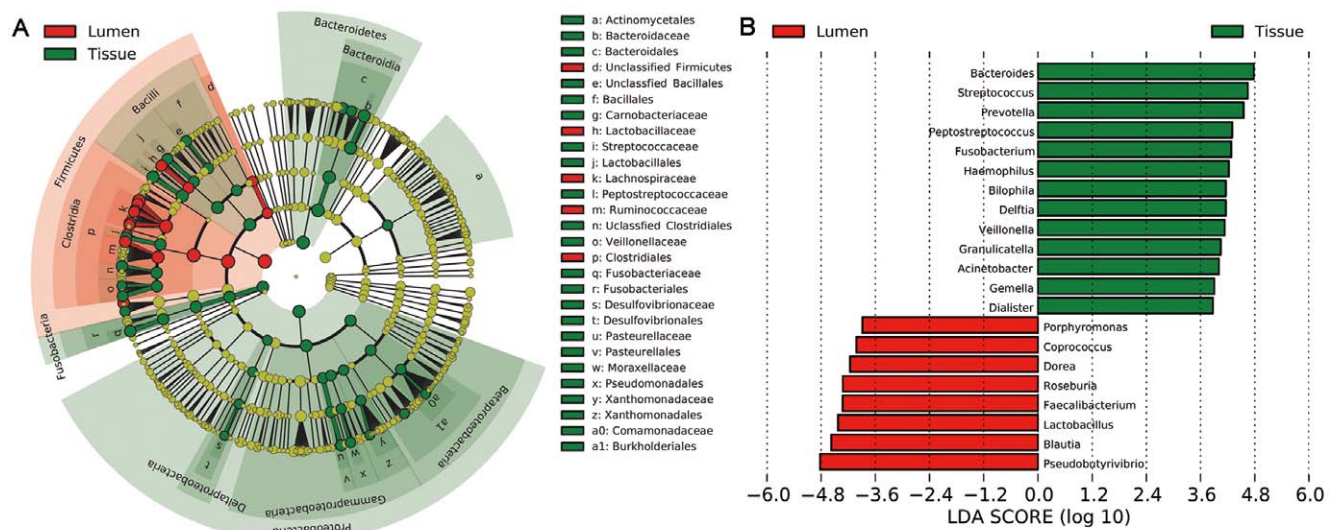 A
Lumen
Tissue
Bacteroidetes
Bacteroidia
c
b
a
Firmicutes
Bacilli
d
f
e
j
g
h
i
Clostridia
k
p
l
m
n
o
Fusobacteria
r
q
Deltaproteobacteria
s
t
Proteobacteria
Gammaproteobacteria
u
v
w
x
y
z
Betaproteobacteria
a0
a1
a: Actinomycetales
b: Bacteroidaceae
c: Bacteroidales
d: Unclassified Firmicutes
e: Unclassfied Bacillales
f: Bacillales
g: Carnobacteriaceae
h: Lactobacillaceae
i: Streptococcaceae
j: Lactobacillales
k: Lachnospiraceae
l: Peptostreptococcaceae
m: Ruminococcaceae
n: Uclassfied Clostridiales
o: Veillonellaceae
p: Clostridiales
q: Fusobacteriaceae
r: Fusobacteriales
s: Desulfovibrionaceae
t: Desulfovibrionales
u: Pasteurellaceae
v: Pasteurellales
w: Moraxellaceae
x: Pseudomonadales
y: Xanthomonadaceae
z: Xanthomonadales
a0: Comamonadaceae
a1: Burkholderiales
B
Lumen
Tissue
Bacteroides
Streptococcus
Prevotella
Peptostreptococcus
Fusobacterium
Haemophilus
Bilophila
Delftia
Veillonella
Granulicatella
Acinetobacter
Gemella
Dialister
Porphyromonas
Coprococcus
Dorea
Roseburia
Faecalibacterium
Lactobacillus
Blautia
Pseudobutyrivibrio
−6.0 −4.8 −3.6 −2.4 −1.2 0.0 1.2 2.4 3.6 4.8 6.0
LDA SCORE (log 10)